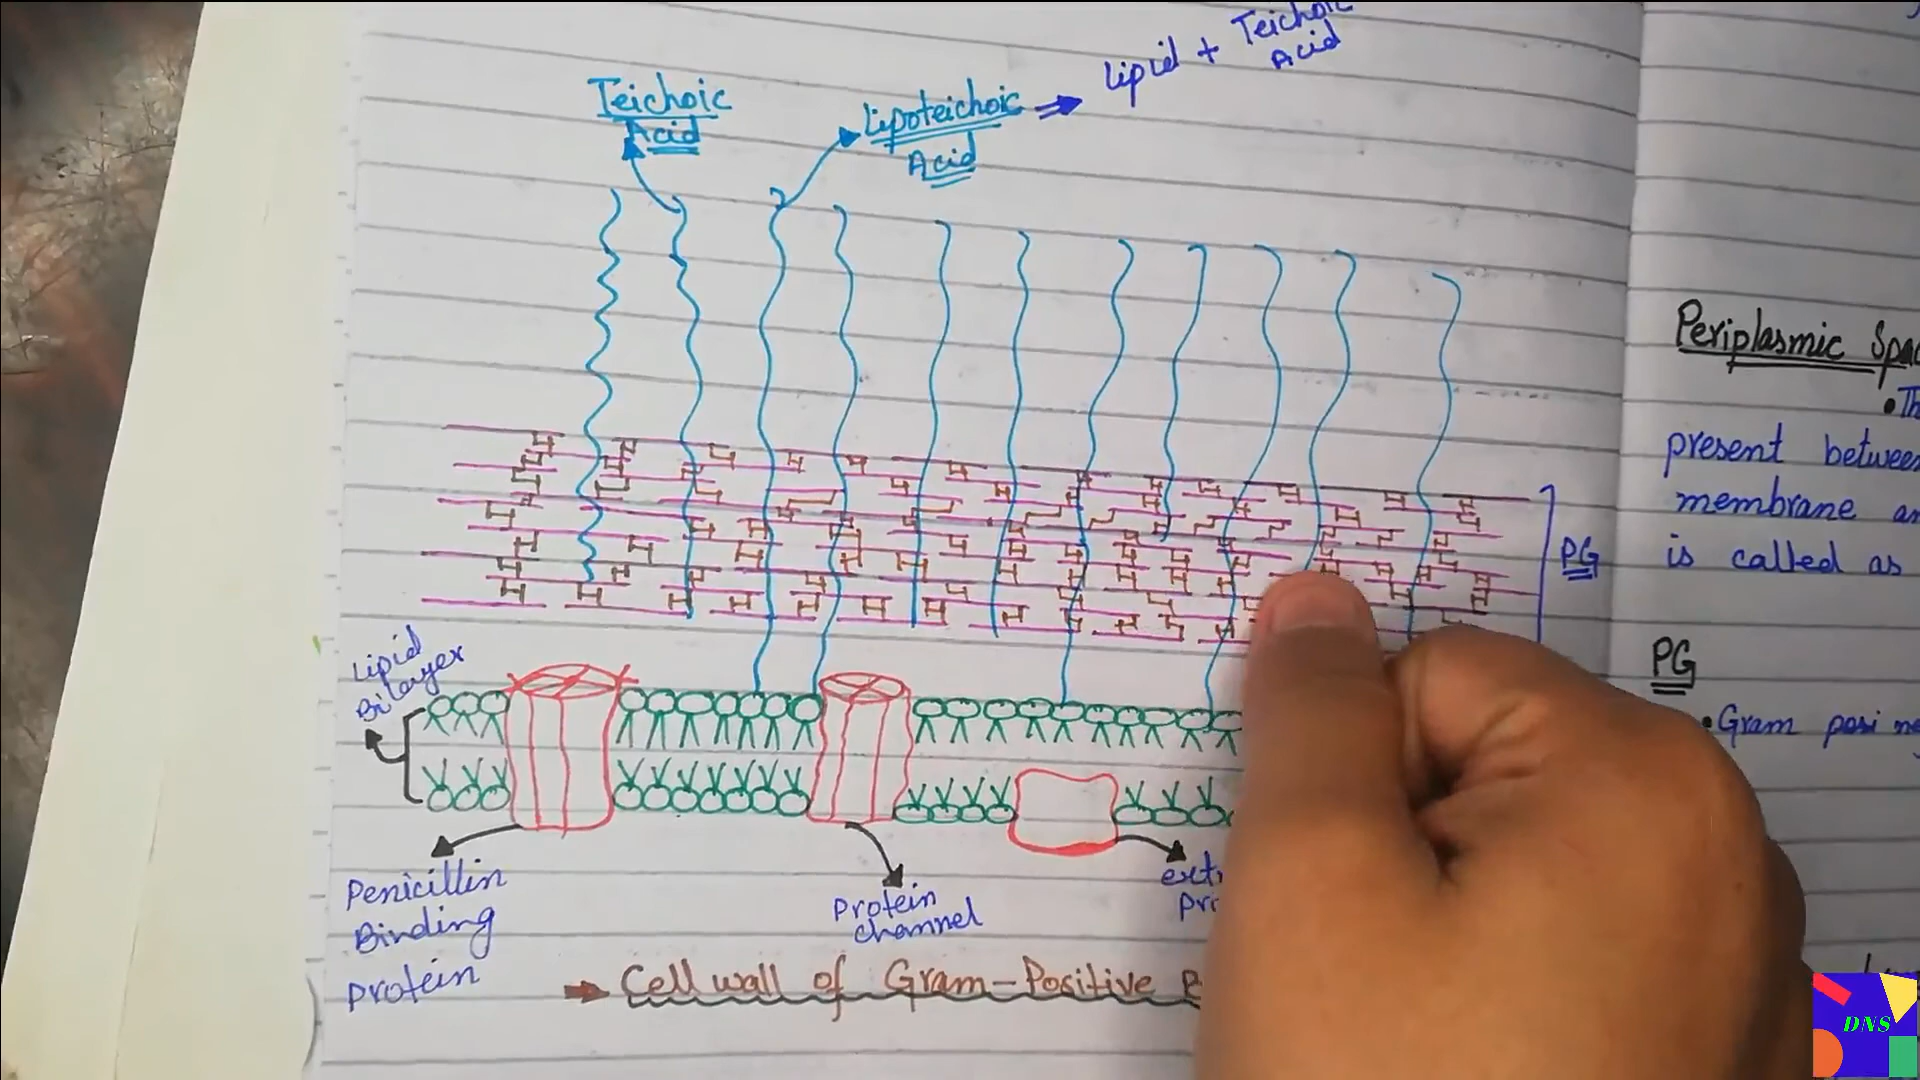 Lipid + Teichoic
Acid
Teichoic
Acid
Lipoteichoic
Acid
Periplasmic
present between
membrane
is called as
PG
Lipid
Bilayer
PG
Gram posi
Penicillin
Binding
protein
protein
channel
Cell wall of Gram-Positive
DNS